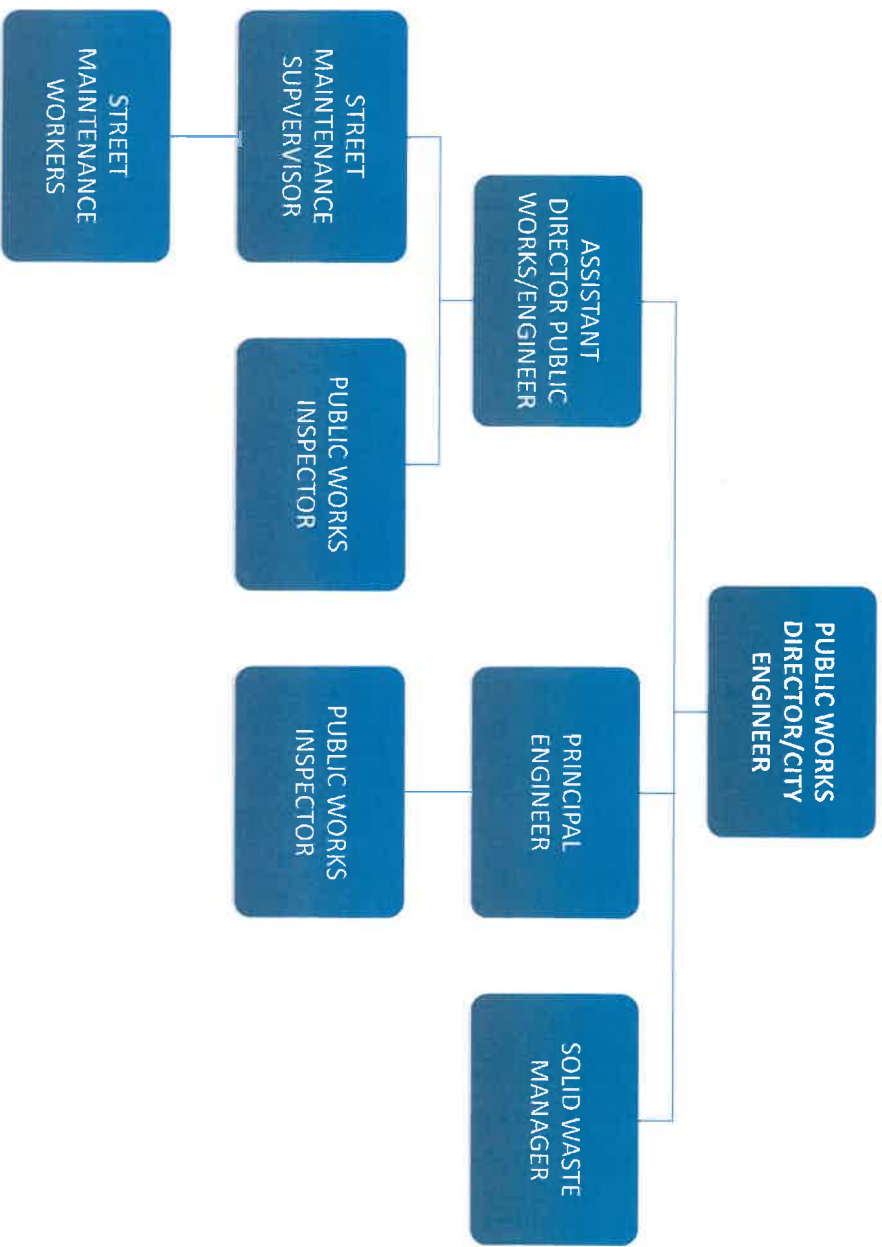 PUBLIC WORKS
DIRECTOR/CITY
ENGINEER
ASSISTANT
DIRECTOR PUBLIC
WORKS/ENGINEER
PRINCIPAL
ENGINEER
SOLID WASTE
MANAGER
STREET
MAINTENANCE
SUPVERVISOR
PUBLIC WORKS
INSPECTOR
PUBLIC WORKS
INSPECTOR
STREET
MAINTENANCE
WORKERS